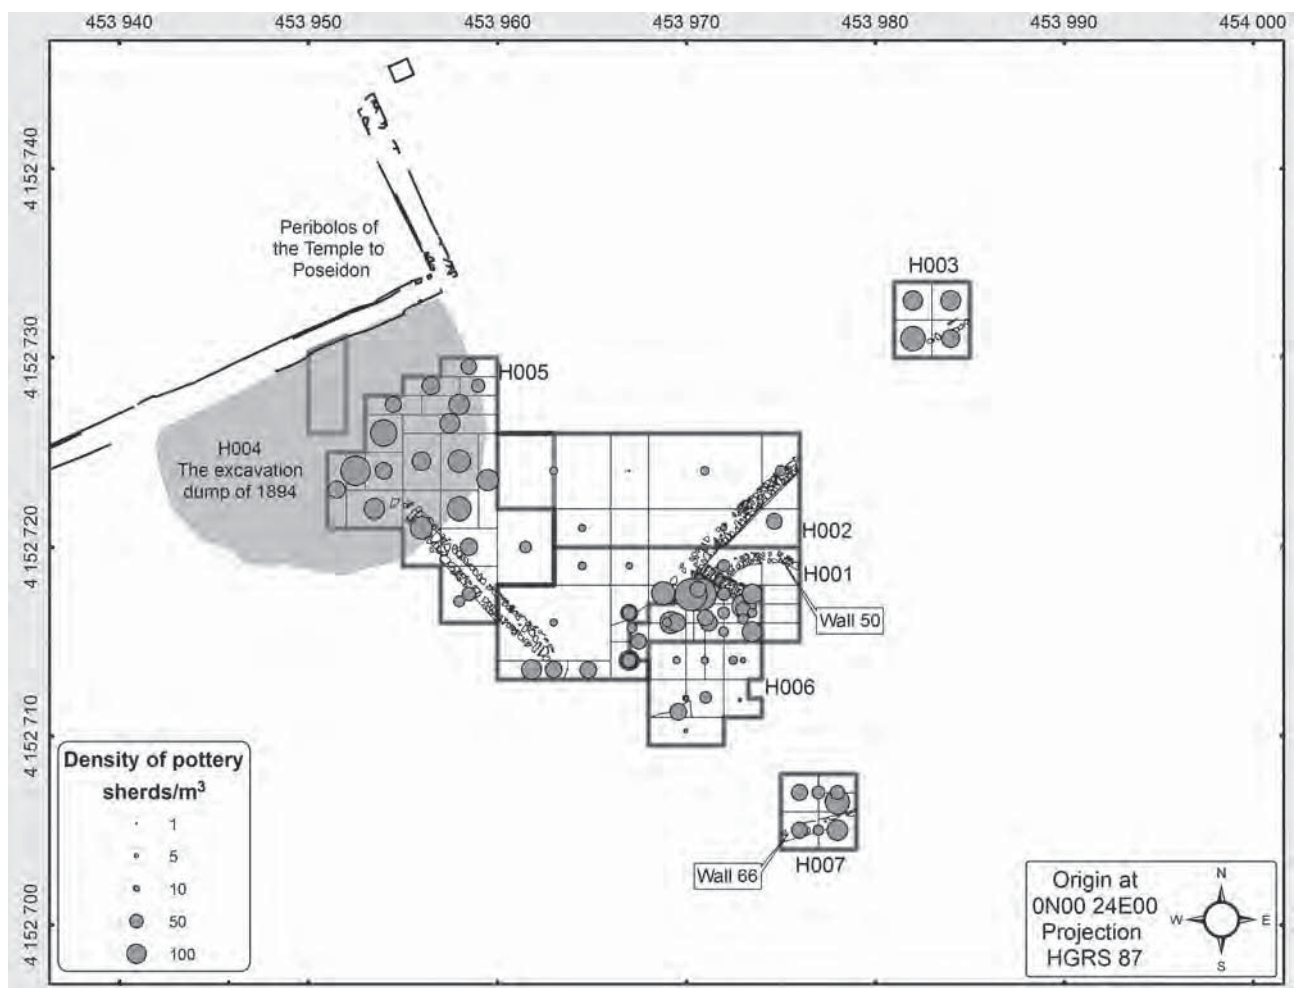 453 940
453 950
453 960
453 970
453 980
453 990
454 000
4 152 740
4 152 730
4 152 720
4 152 710
4 152 700
Peribolos of
the Temple to
Poseidon
H003
H005
H004
The excavation
dump of 1894
H002
H001
Wall 50
H006
Wall 66
H007
Density of pottery
sherds/m³
1
5
10
50
100
Origin at
0N00 24E00
Projection
HGRS 87
N
W
E
S